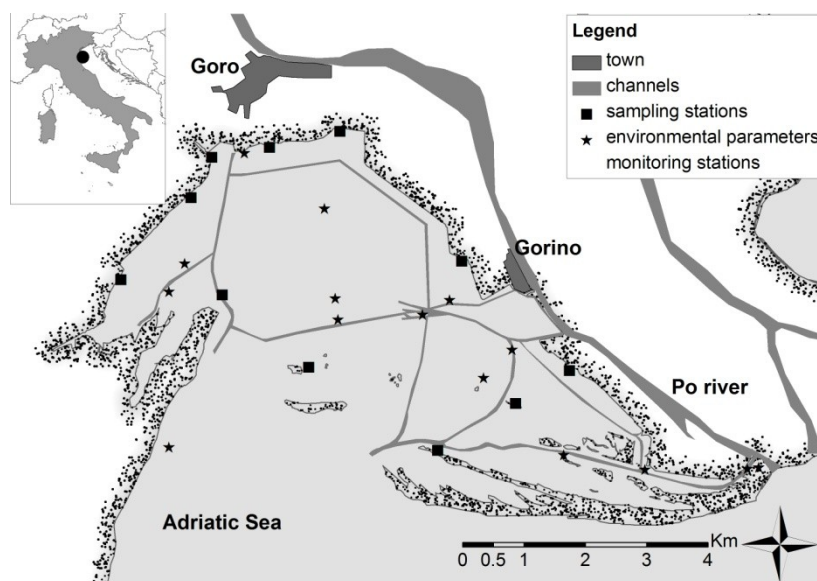 Goro
Legend
town
channels
sampling stations
environmental parameters
monitoring stations
Gorino
Po river
Adriatic Sea
Km
0 0.5 1 2 3 4